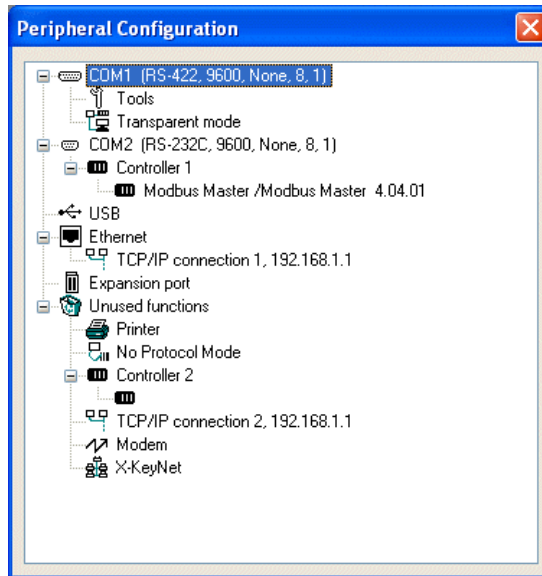 Peripheral Configuration
COM1 (RS-422, 9600, None, 8, 1)
Tools
Transparent mode
COM2 (RS-232C, 9600, None, 8, 1)
Controller 1
Modbus Master /Modbus Master 4.04.01
USB
Ethernet
TCP/IP connection 1, 192.168.1.1
Expansion port
Unused functions
Printer
No Protocol Mode
Controller 2
TCP/IP connection 2, 192.168.1.1
Modem
X-KeyNet